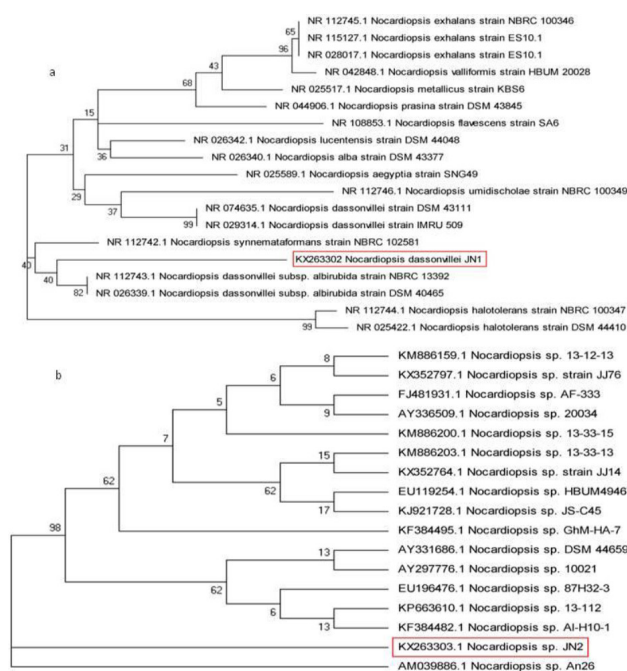 NR 112745.1 Nocardiopsis exhalans strain NBRC 100346
65
NR 115127.1 Nocardiopsis exhalans strain ES10.1
96
NR 028017.1 Nocardiopsis exhalans strain ES10.1
43
a
NR 042848.1 Nocardiopsis valliformis strain HBUM 20028
68
NR 025517.1 Nocardiopsis metallicus strain KBS6
NR 044906.1 Nocardiopsis prasina strain DSM 43845
15
NR 108853.1 Nocardiopsis flavescens strain SA6
31
NR 026342.1 Nocardiopsis lucentensis strain DSM 44048
36
NR 026340.1 Nocardiopsis alba strain DSM 43377
NR 025589.1 Nocardiopsis aegyptia strain SNG49
29
NR 112746.1 Nocardiopsis umidischolae strain NBRC 100349
37
NR 074635.1 Nocardiopsis dassonvillei strain DSM 43111
99
NR 029314.1 Nocardiopsis dassonvillei strain IMRU 509
NR 112742.1 Nocardiopsis synnemataformans strain NBRC 102581
40
KX263302 Nocardiopsis dassonvillei JN1
40
NR 112743.1 Nocardiopsis dassonvillei subsp. albirubida strain NBRC 13392
82
NR 026339.1 Nocardiopsis dassonvillei subsp. albirubida strain DSM 40465
NR 112744.1 Nocardiopsis halotolerans strain NBRC 100347
99
NR 025422.1 Nocardiopsis halotolerans strain DSM 44410
b
KM886159.1 Nocardiopsis sp. 13-12-13
8
KX352797.1 Nocardiopsis sp. strain JJ76
6
FJ481931.1 Nocardiopsis sp. AF-333
9
AY336509.1 Nocardiopsis sp. 20034
5
KM886200.1 Nocardiopsis sp. 13-33-15
7
KM886203.1 Nocardiopsis sp. 13-33-13
15
KX352764.1 Nocardiopsis sp. strain JJ14
62
62
EU119254.1 Nocardiopsis sp. HBUM4946
17
KJ921728.1 Nocardiopsis sp. JS-C45
98
KF384495.1 Nocardiopsis sp. GhM-HA-7
AY331686.1 Nocardiopsis sp. DSM 44659
13
AY297776.1 Nocardiopsis sp. 10021
62
EU196476.1 Nocardiopsis sp. 87H32-3
6
KP663610.1 Nocardiopsis sp. 13-112
13
KF384482.1 Nocardiopsis sp. Al-H10-1
KX263303.1 Nocardiopsis sp. JN2
AM039886.1 Nocardiopsis sp. An26